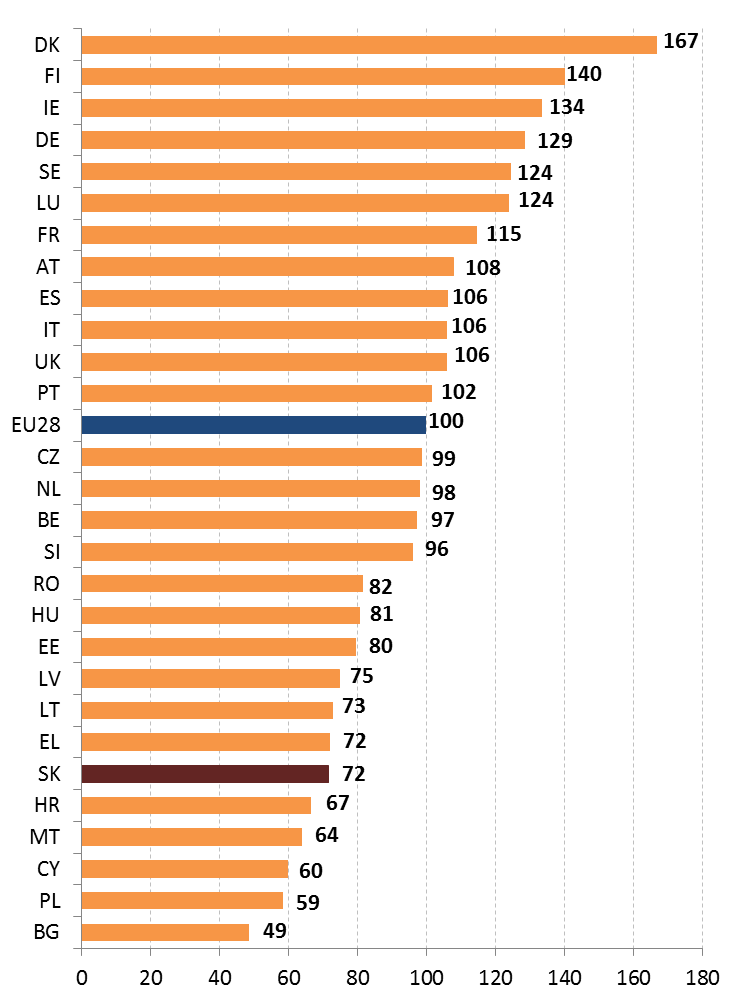 DK 167
FI 140
IE 134
DE 129
SE 124
LU 124
FR 115
AT 108
ES 106
IT 106
UK 106
PT 102
EU28 100
CZ 99
NL 98
BE 97
SI 96
RO 82
HU 81
EE 80
LV 75
LT 73
EL 72
SK 72
HR 67
MT 64
CY 60
PL 59
BG 49
0 20 40 60 80 100 120 140 160 180